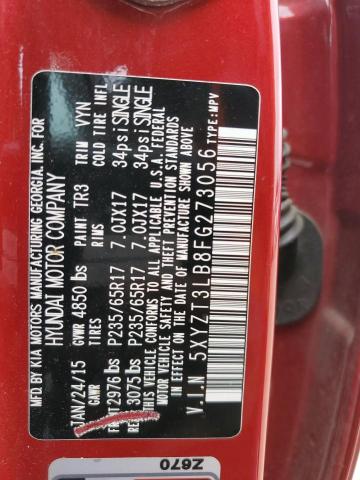 MFD BY KIA MOTORS MANUFACTURING GEORGIA, INC. FOR
HYUNDAI MOTOR COMPANY
JAN/24/15 GVWR 4850 lbs PAINT TR3 TRIM VYN
GAWR TIRES RIMS COLD TIRE INFL
2976 lbs P235/65R17 7.0JX17 34psi SINGLE
3075 lbs P235/65R17 7.0JX17 34psi SINGLE
THIS VEHICLE CONFORMS TO ALL APPLICABLE U.S.A. FEDERAL
MOTOR VEHICLE SAFETY STANDARDS IN EFFECT
ON THE DATE OF MANUFACTURE SHOWN ABOVE
V.I.N 5XYZT3LB8FG273056 TYPE:MPV
Z670